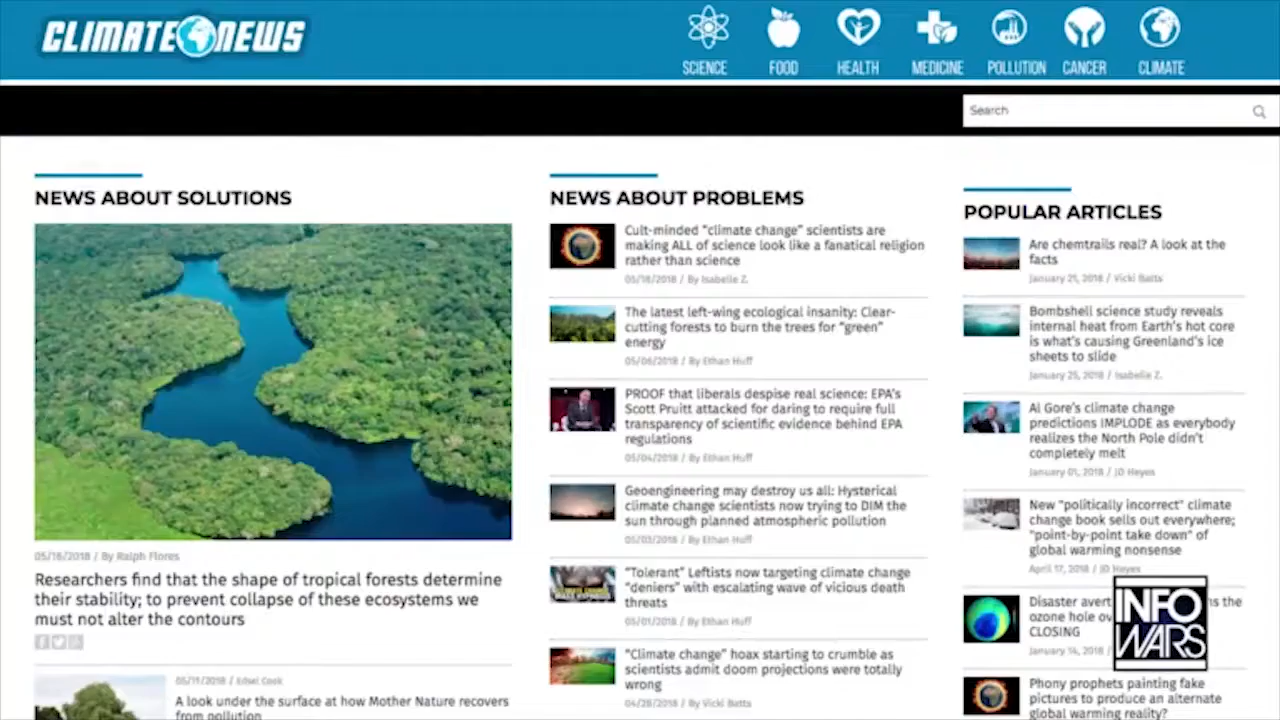 CLIMATE NEWS
SCIENCE
FOOD
HEALTH
MEDICINE
POLLUTION
CANCER
CLIMATE
Search
NEWS ABOUT SOLUTIONS
05/18/2018 / By Ralph Flores
Researchers find that the shape of tropical forests determine
their stability; to prevent collapse of these ecosystems we
must not alter the contours
05/11/2018 / Edsel Cook
A look under the surface at how Mother Nature recovers
from pollution
NEWS ABOUT PROBLEMS
Cult-minded “climate change” scientists are
making ALL of science look like a fanatical religion
rather than science
05/18/2018 / By Isabelle Z.
The latest left-wing ecological insanity: Clear-
cutting forests to burn the trees for “green”
energy
05/06/2018 / By Ethan Huff
PROOF that liberals despise real science: EPA’s
Scott Pruitt attacked for daring to require full
transparency of scientific evidence behind EPA
regulations
05/04/2018 / By Ethan Huff
Geoengineering may destroy us all: Hysterical
climate change scientists now trying to DIM the
sun through planned atmospheric pollution
05/03/2018 / By Ethan Huff
“Tolerant” Leftists now targeting climate change
“deniers” with escalating wave of vicious death
threats
05/01/2018 / By Ethan Huff
“Climate change” hoax starting to crumble as
scientists admit doom projections were totally
wrong
04/28/2018 / By Vicki Batts
POPULAR ARTICLES
Are chemtrails real? A look at the
facts
January 21, 2018 / Vicki Batts
Bombshell science study reveals
internal heat from Earth’s hot core
is what’s causing Greenland’s ice
sheets to slide
January 25, 2018 / Isabelle Z.
Al Gore’s climate change
predictions IMPLODE as everybody
realizes the North Pole didn’t
completely melt
January 01, 2018 / JD Heyes
New "politically incorrect" climate
change book sells out everywhere;
"point-by-point take down" of
global warming nonsense
April 17, 2018 / JD Heyes
Disaster the
ozone hole
CLOSING
January 14, 2018 /
Phony prophets painting fake
pictures to produce an alternate
global warming reality?
INFO
WARS